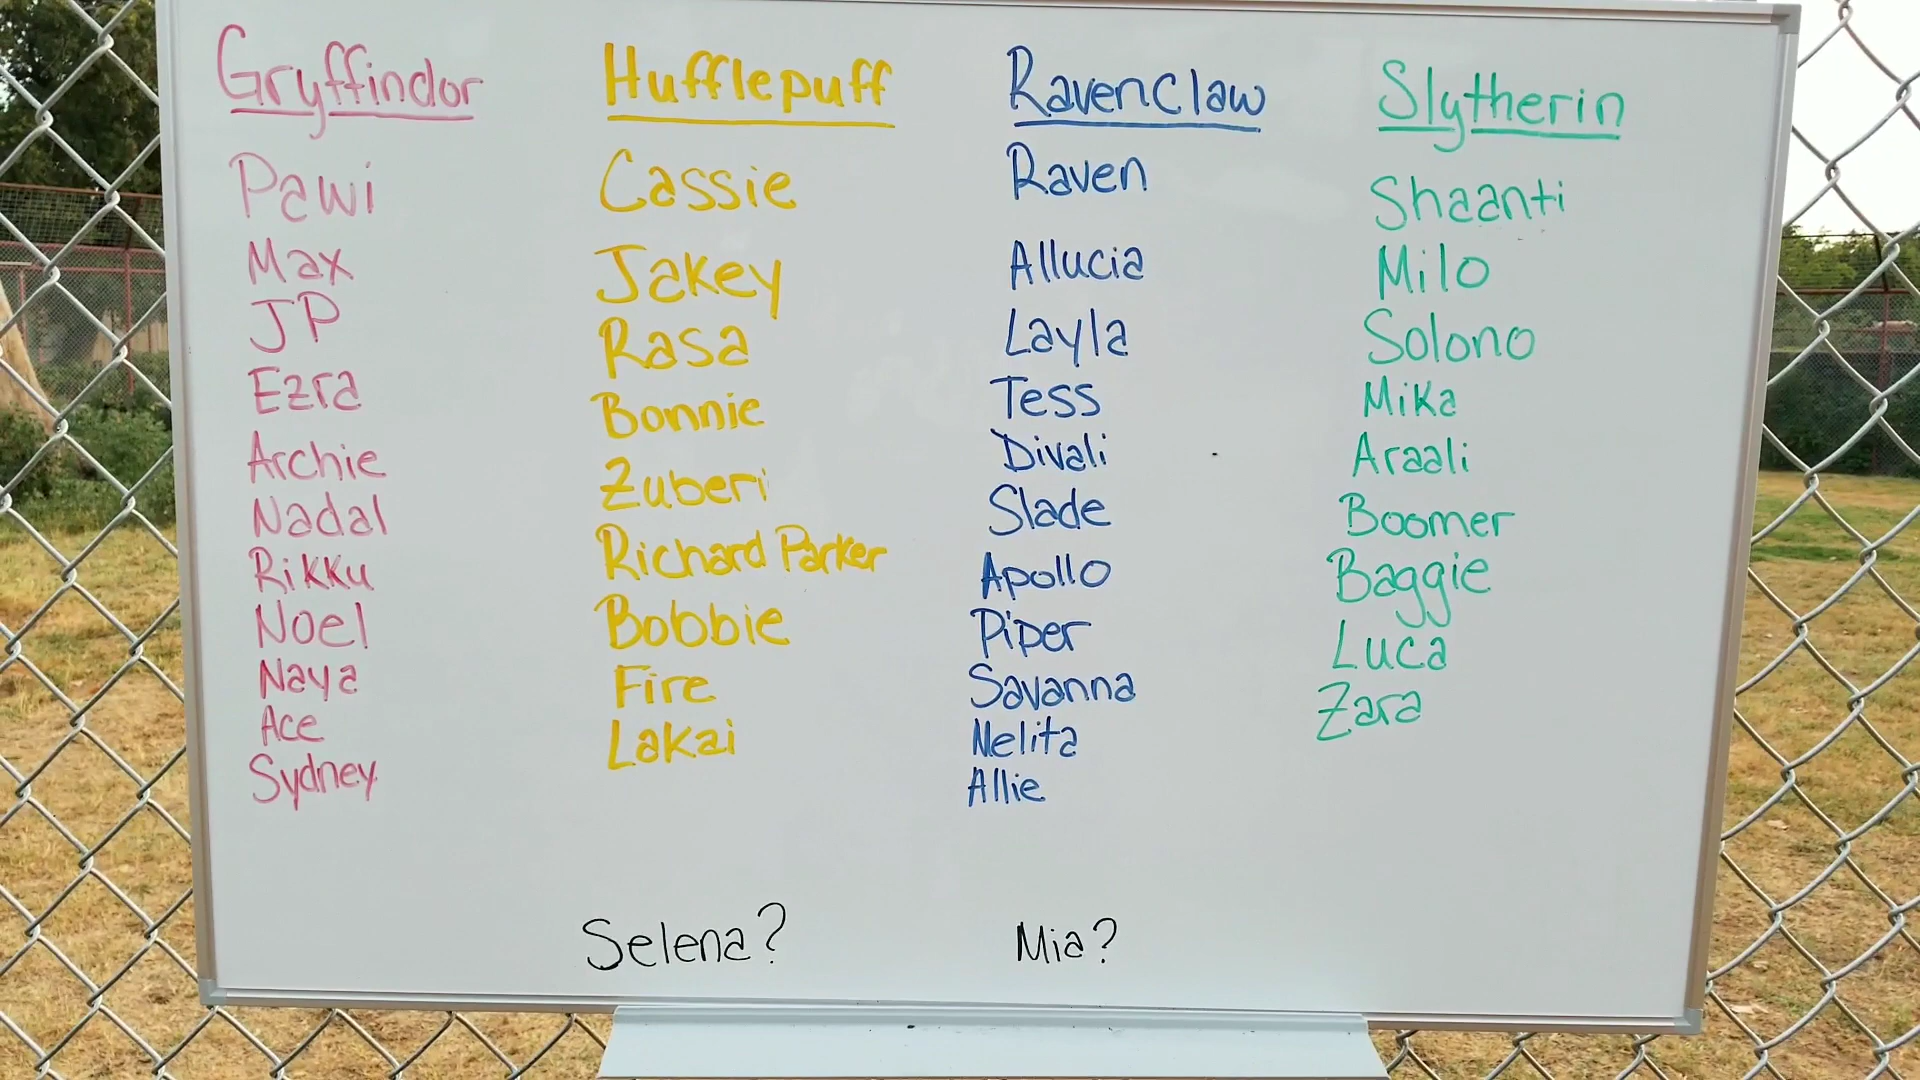 Gryffindor
Pawi
Max
JP
Ezra
Archie
Nadal
Rikku
Noel
Naya
Ace
Sydney
Hufflepuff
Cassie
Jakey
Rasa
Bonnie
Zuberi
Richard Parker
Bobbie
Fire
Lakai
Ravenclaw
Raven
Allucia
Layla
Tess
Divali
Slade
Apollo
Piper
Savanna
Nelita
Allie
Slytherin
Shaanti
Milo
Solono
Mika
Araali
Boomer
Baggie
Luca
Zara
Selena?
Mia?